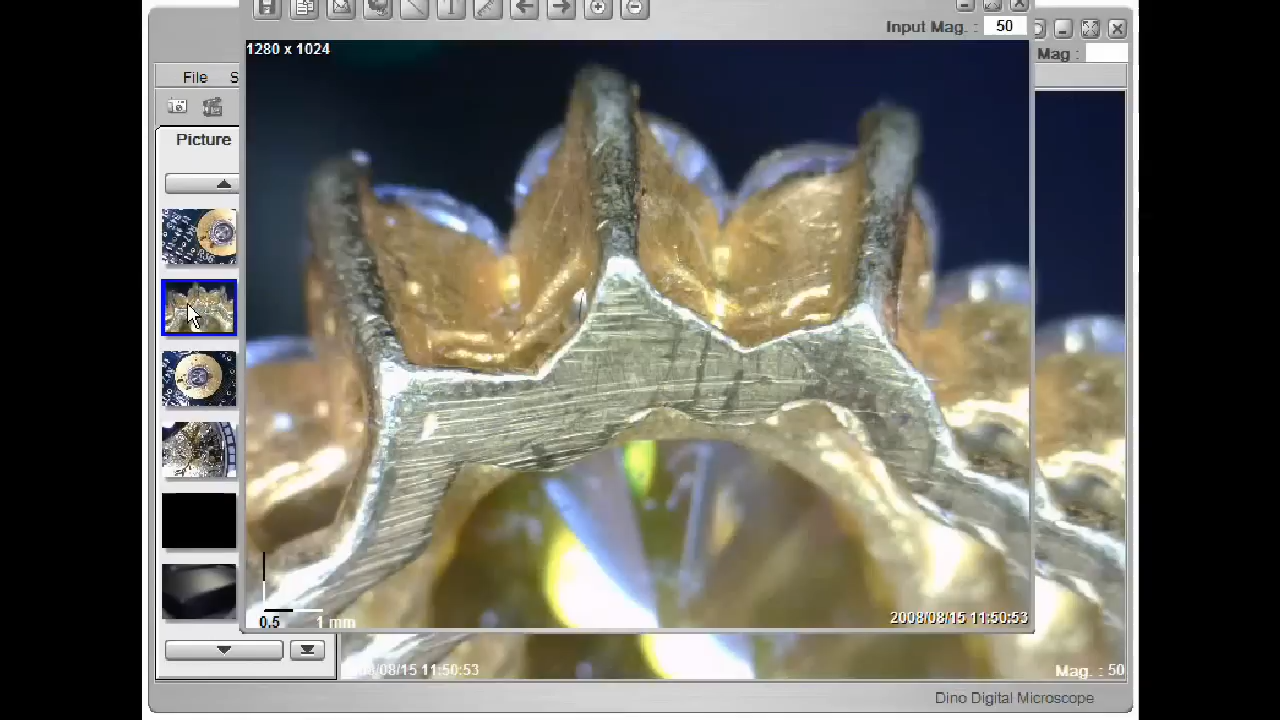 Input Mag. : 50
1280 x 1024
Mag :
File S
Picture
2008/08/15 11:50:53
0.5 1 mm
08/15 11:50:53
Mag. : 50
Dino Digital Microscope